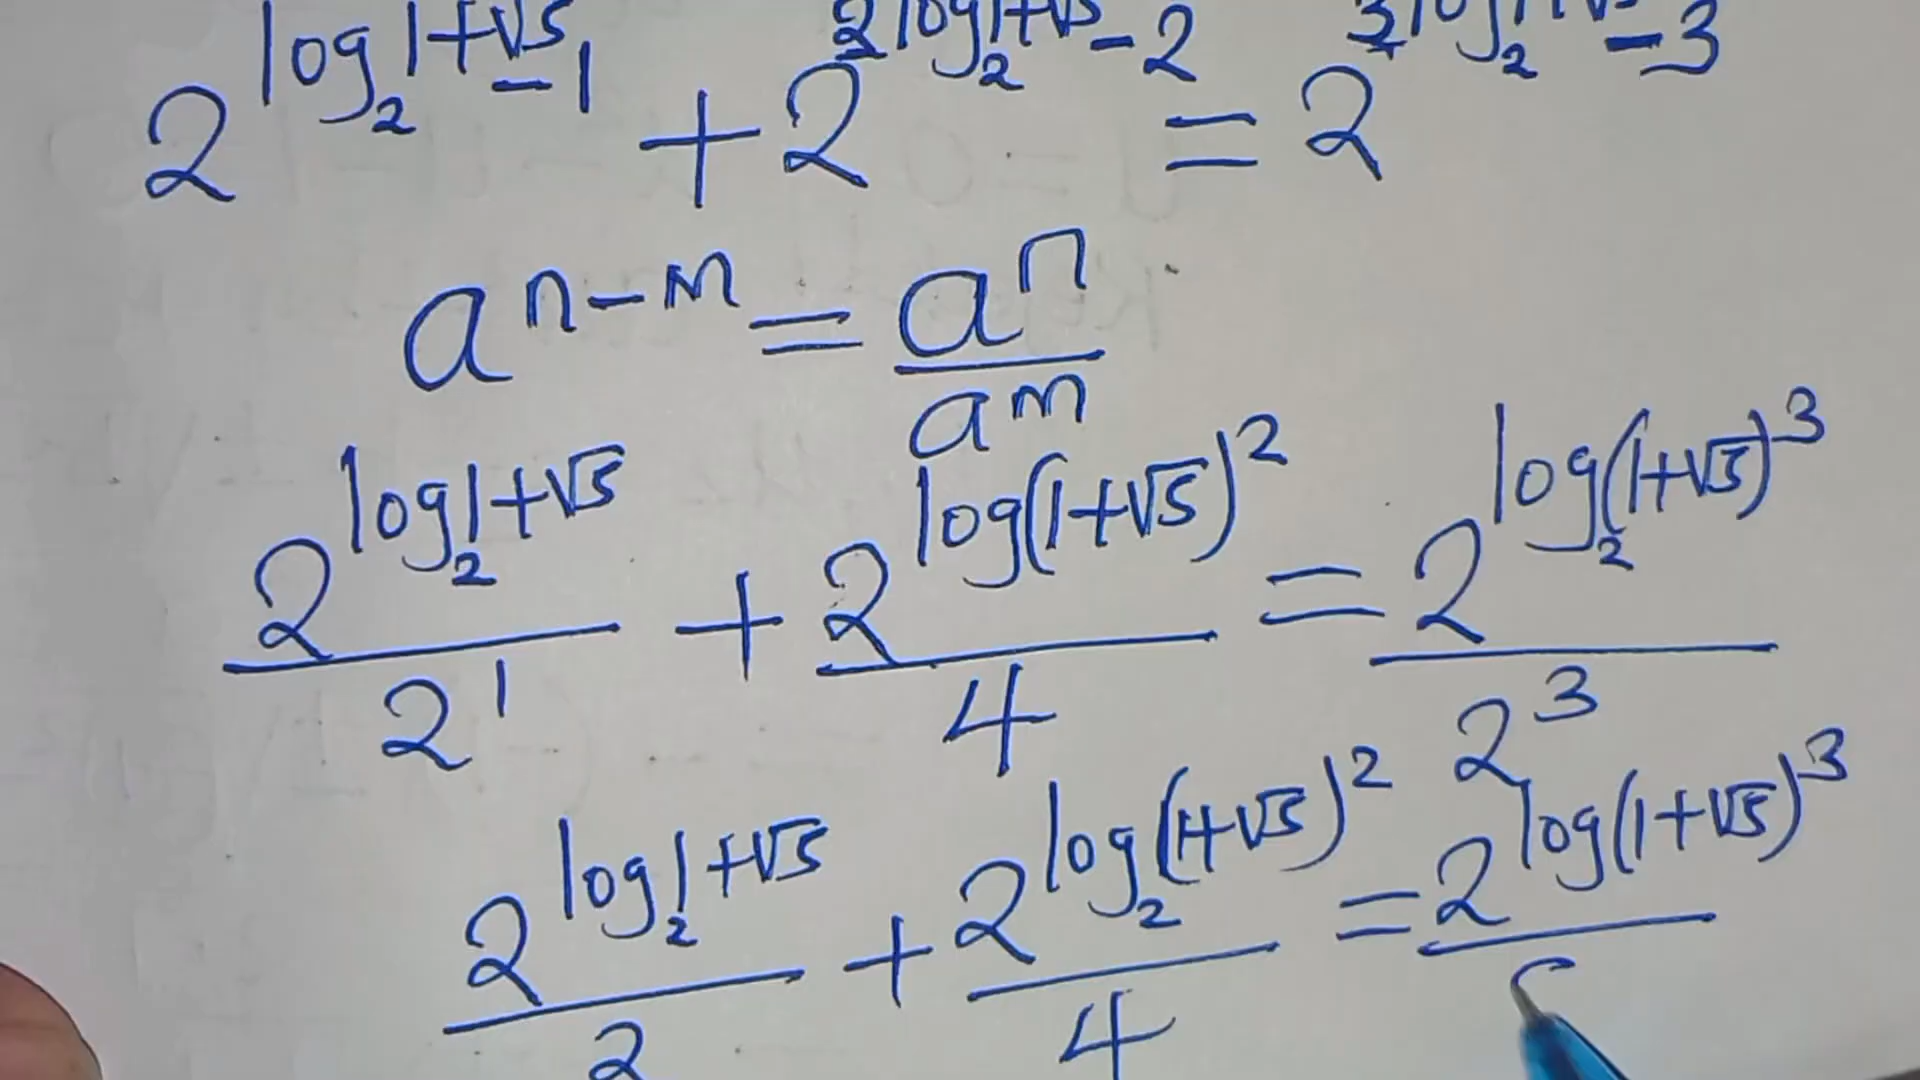 2^{log_2 1+√5 - 1} + 2^{2log_2 1+√5 - 2} = 2^{3log_2 1+√5 - 3}
a^{n-m} = a^n / a^m
2^{log_2 1+√5} / 2^1 + 2^{log(1+√5)^2} / 4 = 2^{log_2(1+√5)^3} / 2^3
2^{log_2 1+√5} / 2 + 2^{log_2(1+√5)^2} / 4 = 2^{log(1+√5)^3} /